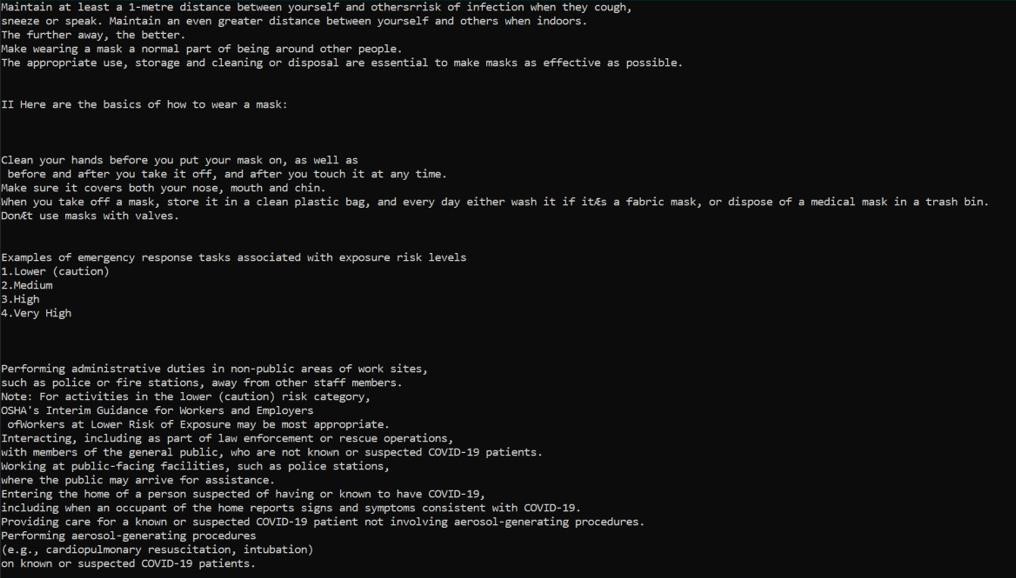 Maintain at least a 1-metre distance between yourself and othersrrisk of infection when they cough,
sneeze or speak. Maintain an even greater distance between yourself and others when indoors.
The further away, the better.
Make wearing a mask a normal part of being around other people.
The appropriate use, storage and cleaning or disposal are essential to make masks as effective as possible.
II Here are the basics of how to wear a mask:
Clean your hands before you put your mask on, as well as
before and after you take it off, and after you touch it at any time.
Make sure it covers both your nose, mouth and chin.
When you take off a mask, store it in a clean plastic bag, and every day either wash it if itÆs a fabric mask, or dispose of a medical mask in a trash bin.
DonÆt use masks with valves.
Examples of emergency response tasks associated with exposure risk levels
1.Lower (caution)
2.Medium
3.High
4.Very High
Performing administrative duties in non-public areas of work sites,
such as police or fire stations, away from other staff members.
Note: For activities in the lower (caution) risk category,
OSHA's Interim Guidance for Workers and Employers
ofWorkers at Lower Risk of Exposure may be most appropriate.
Interacting, including as part of law enforcement or rescue operations,
with members of the general public, who are not known or suspected COVID-19 patients.
Working at public-facing facilities, such as police stations,
where the public may arrive for assistance.
Entering the home of a person suspected of having or known to have COVID-19,
including when an occupant of the home reports signs and symptoms consistent with COVID-19.
Providing care for a known or suspected COVID-19 patient not involving aerosol-generating procedures.
Performing aerosol-generating procedures
(e.g., cardiopulmonary resuscitation, intubation)
on known or suspected COVID-19 patients.